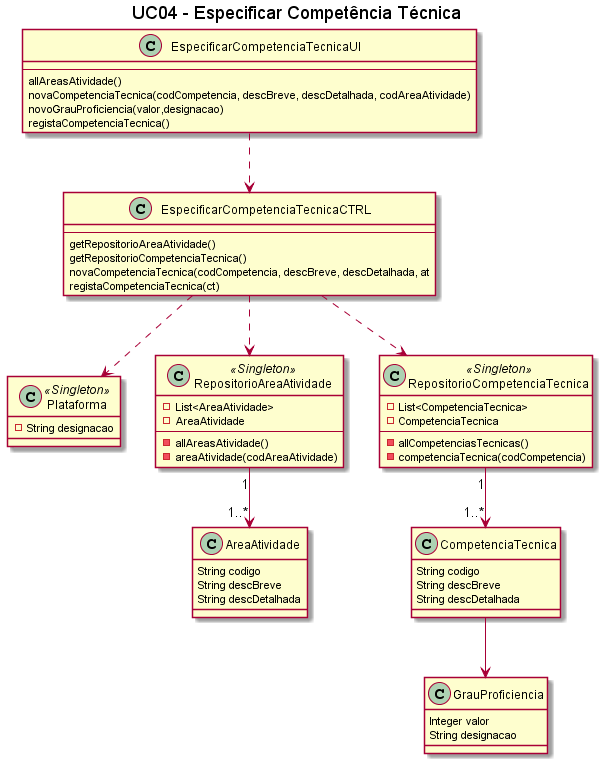 UC04 - Especificar Competência Técnica
C EspecificarCompetenciaTecnicaUI
allAreasAtividade()
novaCompetenciaTecnica(codCompetencia, descBreve, descDetalhada, codAreaAtividade)
novoGrauProficiencia(valor,designacao)
registaCompetenciaTecnica()
C EspecificarCompetenciaTecnicaCTRL
getRepositorioAreaAtividade()
getRepositorioCompetenciaTecnica()
novaCompetenciaTecnica(codCompetencia, descBreve, descDetalhada, at
registaCompetenciaTecnica(ct)
C «Singleton»
Plataforma
String designacao
C «Singleton»
RepositorioAreaAtividade
List<AreaAtividade>
AreaAtividade
allAreasAtividade()
areaAtividade(codAreaAtividade)
C «Singleton»
RepositorioCompetenciaTecnica
List<CompetenciaTecnica>
CompetenciaTecnica
allCompetenciasTecnicas()
competenciaTecnica(codCompetencia)
1
1..*
1
1..*
C AreaAtividade
String codigo
String descBreve
String descDetalhada
C CompetenciaTecnica
String codigo
String descBreve
String descDetalhada
C GrauProficiencia
Integer valor
String designacao